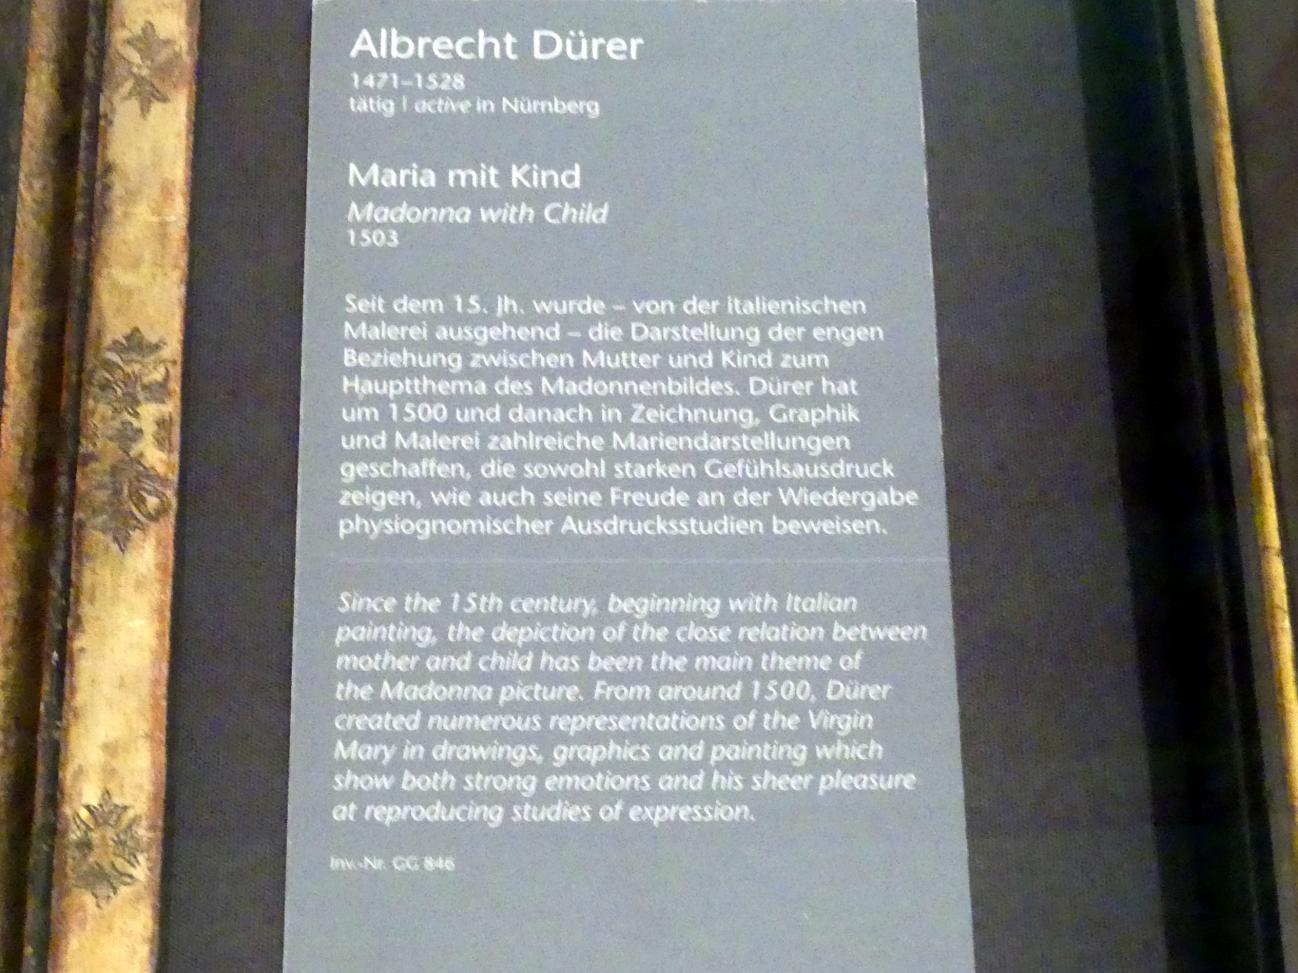 Albrecht Dürer
1471–1528
tätig | active in Nürnberg
Maria mit Kind
Madonna with Child
1503
Seit dem 15. Jh. wurde – von der italienischen
Malerei ausgehend – die Darstellung der engen
Beziehung zwischen Mutter und Kind zum
Hauptthema des Madonnenbildes. Dürer hat
um 1500 und danach in Zeichnung, Graphik
und Malerei zahlreiche Mariendarstellungen
geschaffen, die sowohl starken Gefühlsausdruck
zeigen, wie auch seine Freude an der Wiedergabe
physiognomischer Ausdrucksstudien beweisen.
Since the 15th century, beginning with Italian
painting, the depiction of the close relation between
mother and child has been the main theme of
the Madonna picture. From around 1500, Dürer
created numerous representations of the Virgin
Mary in drawings, graphics and painting which
show both strong emotions and his sheer pleasure
at reproducing studies of expression.
Inv.-Nr. GG 846